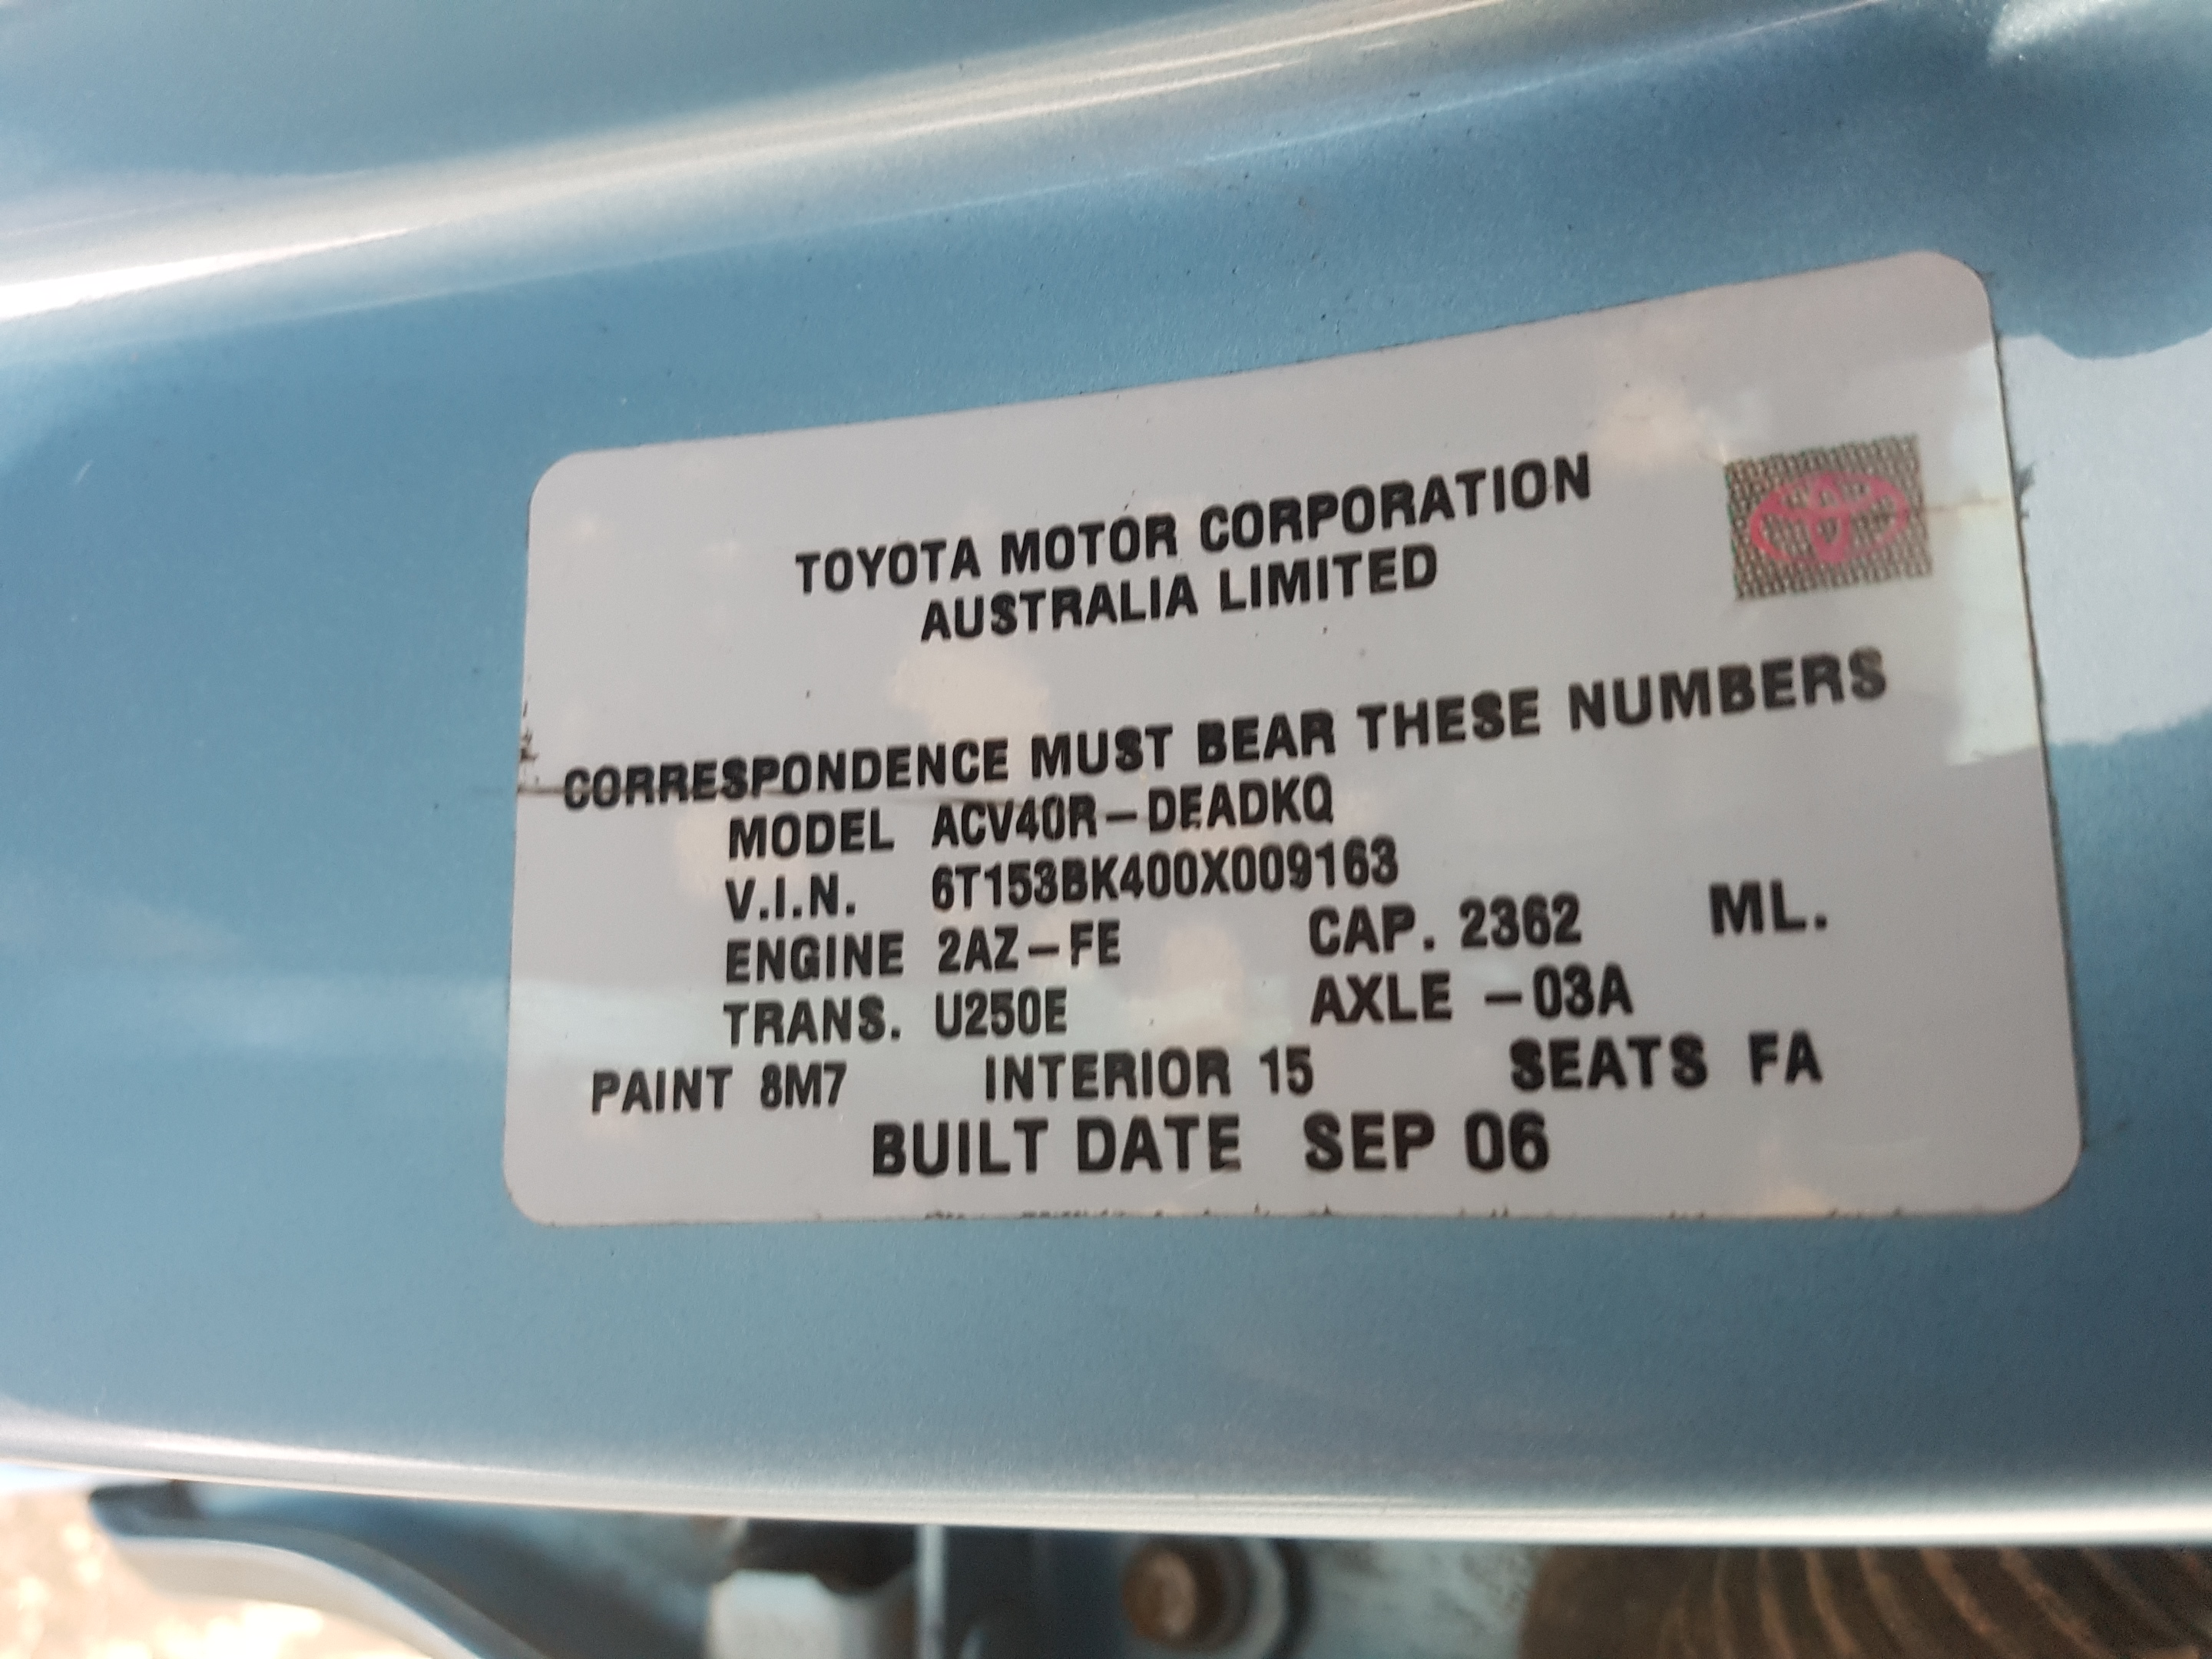 TOYOTA MOTOR CORPORATION
AUSTRALIA LIMITED
CORRESPONDENCE MUST BEAR THESE NUMBERS
MODEL ACV40R-DEADKQ
V.I.N. 6T153BK400X009163
ENGINE 2AZ-FE CAP. 2362 ML.
TRANS. U250E AXLE -03A
PAINT 8M7 INTERIOR 15 SEATS FA
BUILT DATE SEP 06